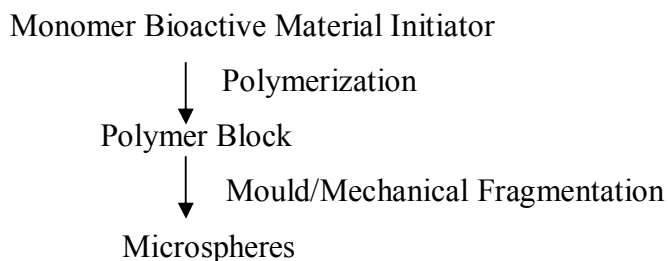 Monomer Bioactive Material Initiator
Polymerization
Polymer Block
Mould/Mechanical Fragmentation
Microspheres